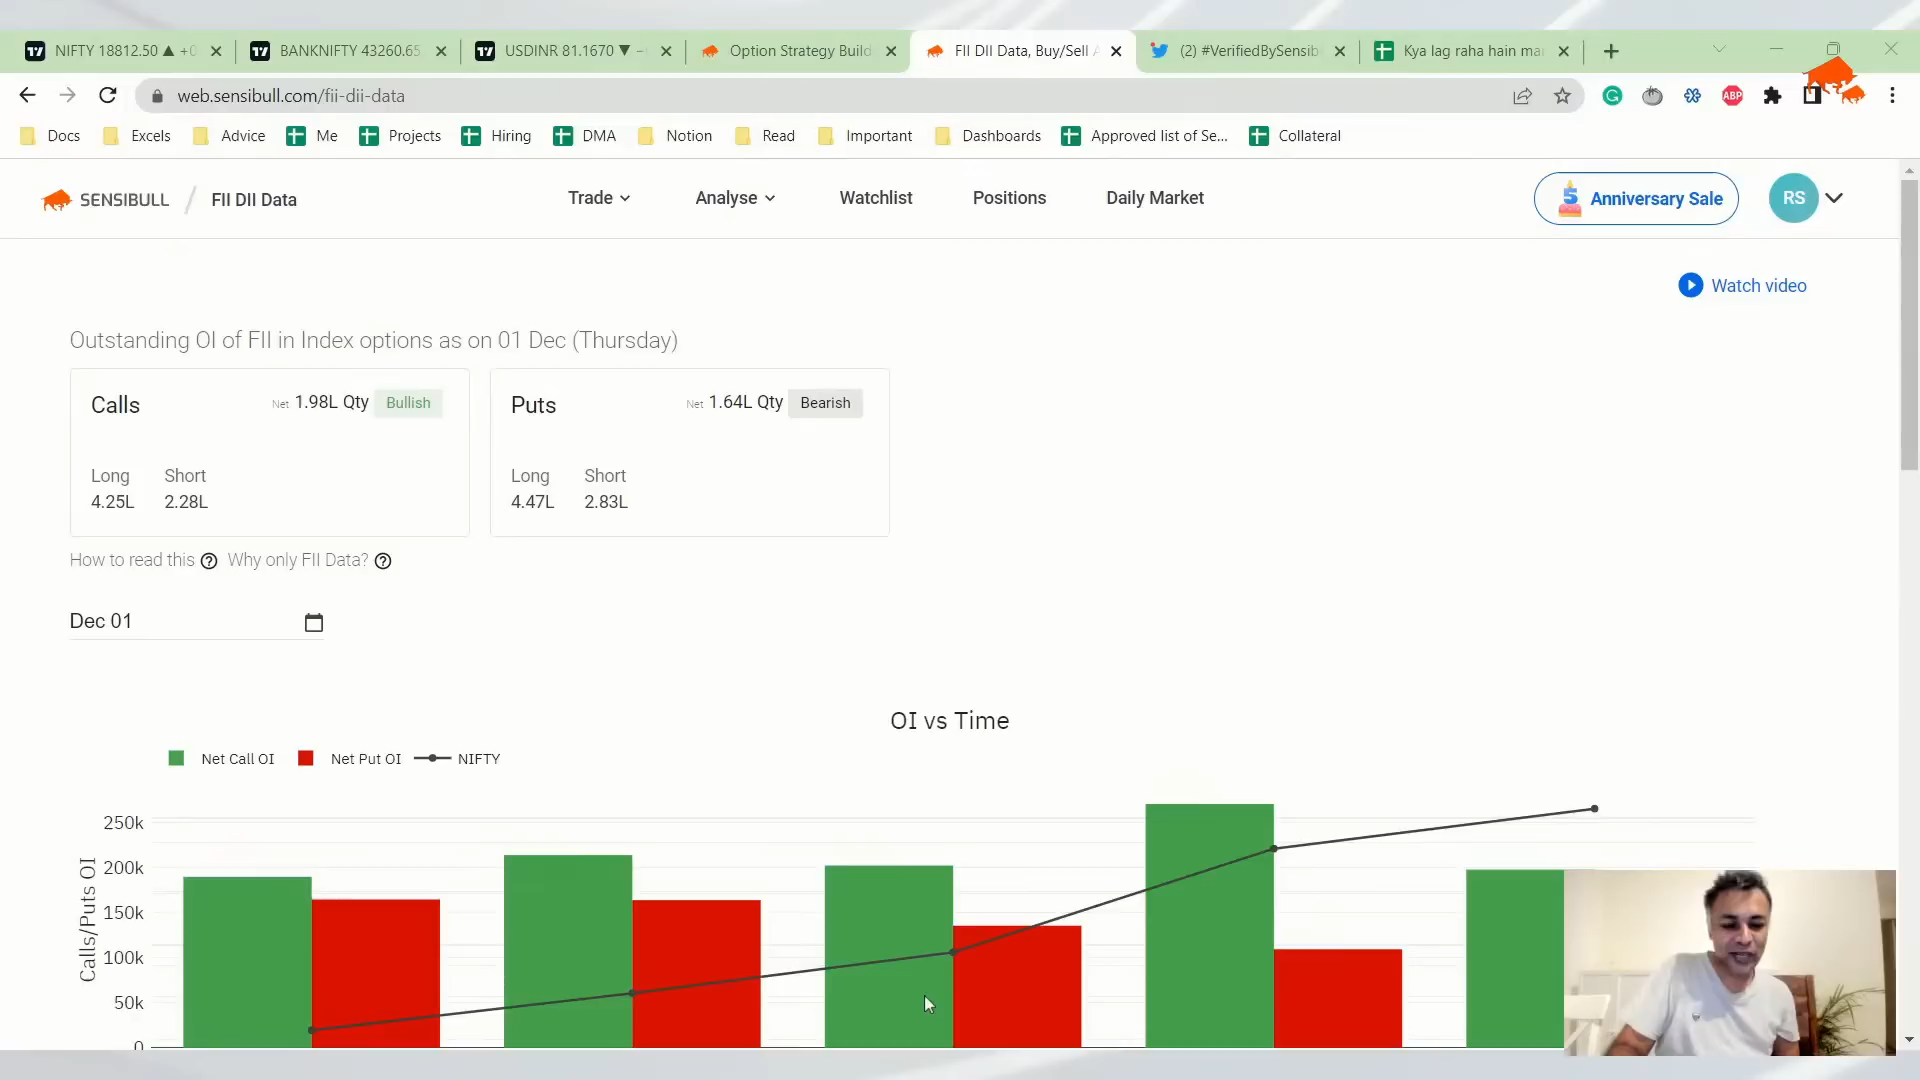 NIFTY 18812.50 ▲ +0
BANKNIFTY 43260.65
USDINR 81.1670 ▼ −
Option Strategy Build
FII DII Data, Buy/Sell A
(2) #VerifiedBySensib
Kya lag raha hain ma
web.sensibull.com/fii-dii-data
ABP
Docs Excels Advice Me Projects Hiring DMA Notion Read Important Dashboards Approved list of Se... Collateral
SENSIBULL / FII DII Data
Trade Analyse Watchlist Positions Daily Market
5 Anniversary Sale
RS
Watch video
Outstanding OI of FII in Index options as on 01 Dec (Thursday)
Calls Net 1.98L Qty Bullish
Long Short
4.25L 2.28L
Puts Net 1.64L Qty Bearish
Long Short
4.47L 2.83L
How to read this ? Why only FII Data? ?
Dec 01
OI vs Time
Net Call OI Net Put OI NIFTY
Calls/Puts OI
250k
200k
150k
100k
50k
0